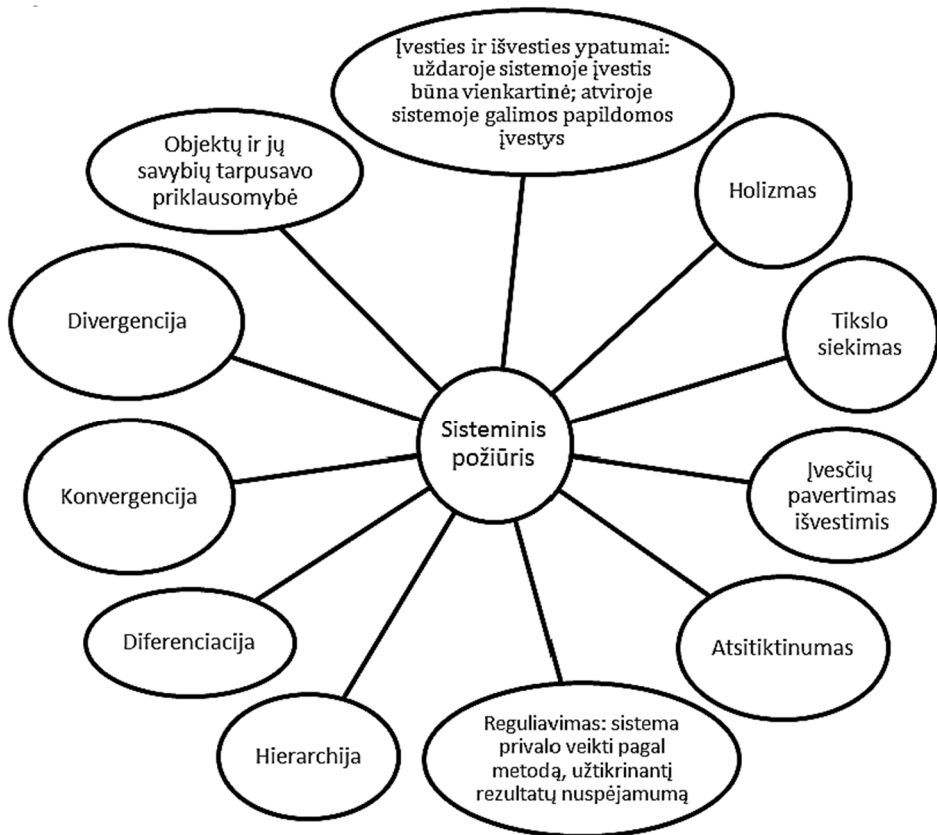 Įvesties ir išvesties ypatumai:
uždaroje sistemoje įvestis
būna vienkartinė; atviroje
sistemoje galimos papildomos
įvestys
Holizmas
Tikslo
siekimas
Įvesčių
pavertimas
išvestimis
Atsitiktinumas
Reguliavimas: sistema
privalo veikti pagal
metodą, užtikrinantį
rezultatų nuspėjamumą
Hierarchija
Diferenciacija
Konvergencija
Divergencija
Objektų ir jų
savybių tarpusavo
priklausomybė
Sisteminis
požiūris